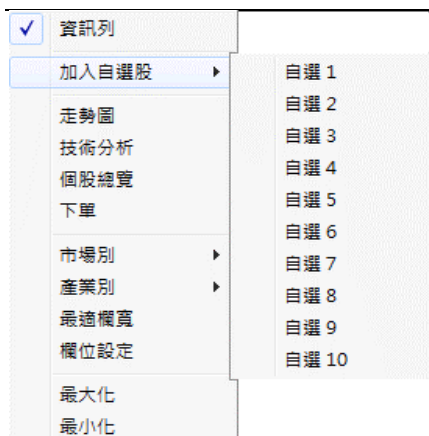 資訊列
加入自選股
走勢圖
技術分析
個股總覽
下單
市場別
產業別
最適欄寬
欄位設定
最大化
最小化
自選 1
自選 2
自選 3
自選 4
自選 5
自選 6
自選 7
自選 8
自選 9
自選 10